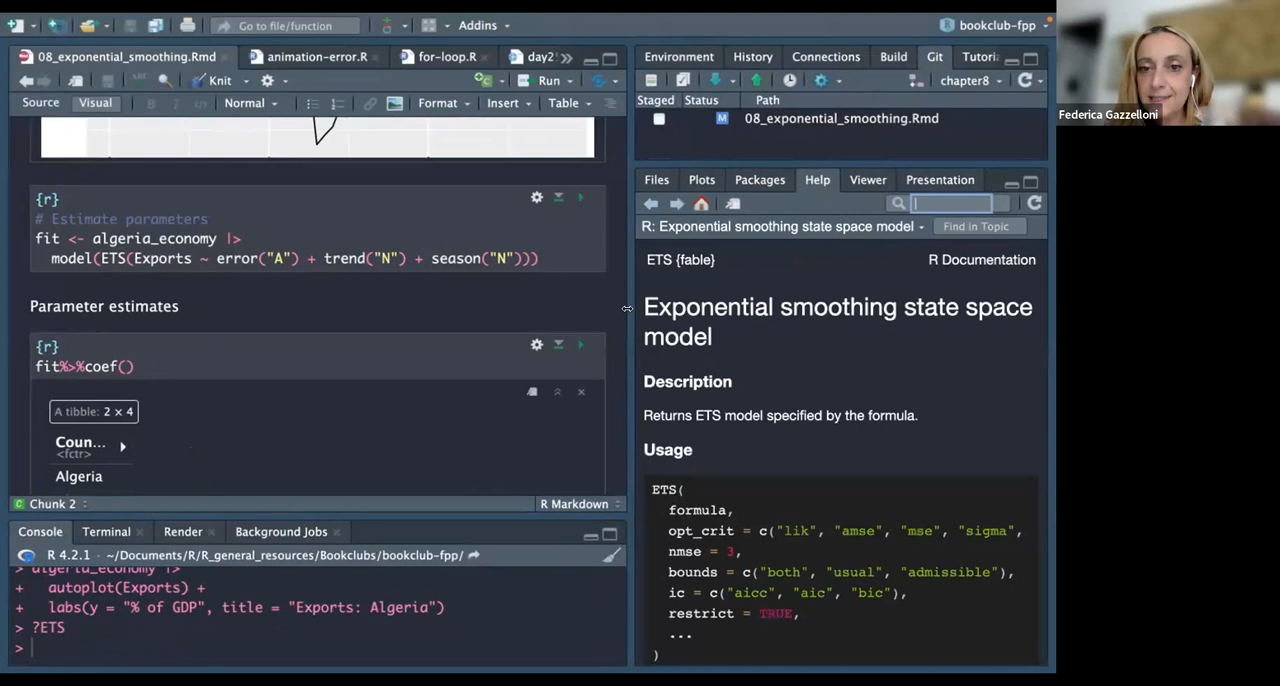 Go to file/function
Addins
bookclub-fpp
08_exponential_smoothing.Rmd
animation-error.R
for-loop.R
day2
Knit
Run
Source
Visual
B
I
Normal
Format
Insert
Table
{r}
# Estimate parameters
fit <- algeria_economy |>
model(ETS(Exports ~ error("A") + trend("N") + season("N")))
Parameter estimates
{r}
fit%>%coef()
A tibble: 2 × 4
Coun...
<fctr>
Algeria
Chunk 2
R Markdown
Console
Terminal
Render
Background Jobs
R 4.2.1 · ~/Documents/R/R_general_resources/Bookclubs/bookclub-fpp/
> algeria_economy |>
+ autoplot(Exports) +
+ labs(y = "% of GDP", title = "Exports: Algeria")
> ?ETS
>
Environment
History
Connections
Build
Git
Tutori
chapter8
Staged
Status
Path
M
08_exponential_smoothing.Rmd
Files
Plots
Packages
Help
Viewer
Presentation
R: Exponential smoothing state space model
Find in Topic
ETS {fable}
R Documentation
Exponential smoothing state space
model
Description
Returns ETS model specified by the formula.
Usage
ETS(
formula,
opt_crit = c("lik", "amse", "mse", "sigma",
nmse = 3,
bounds = c("both", "usual", "admissible"),
ic = c("aicc", "aic", "bic"),
restrict = TRUE,
...
)
Federica Gazzelloni